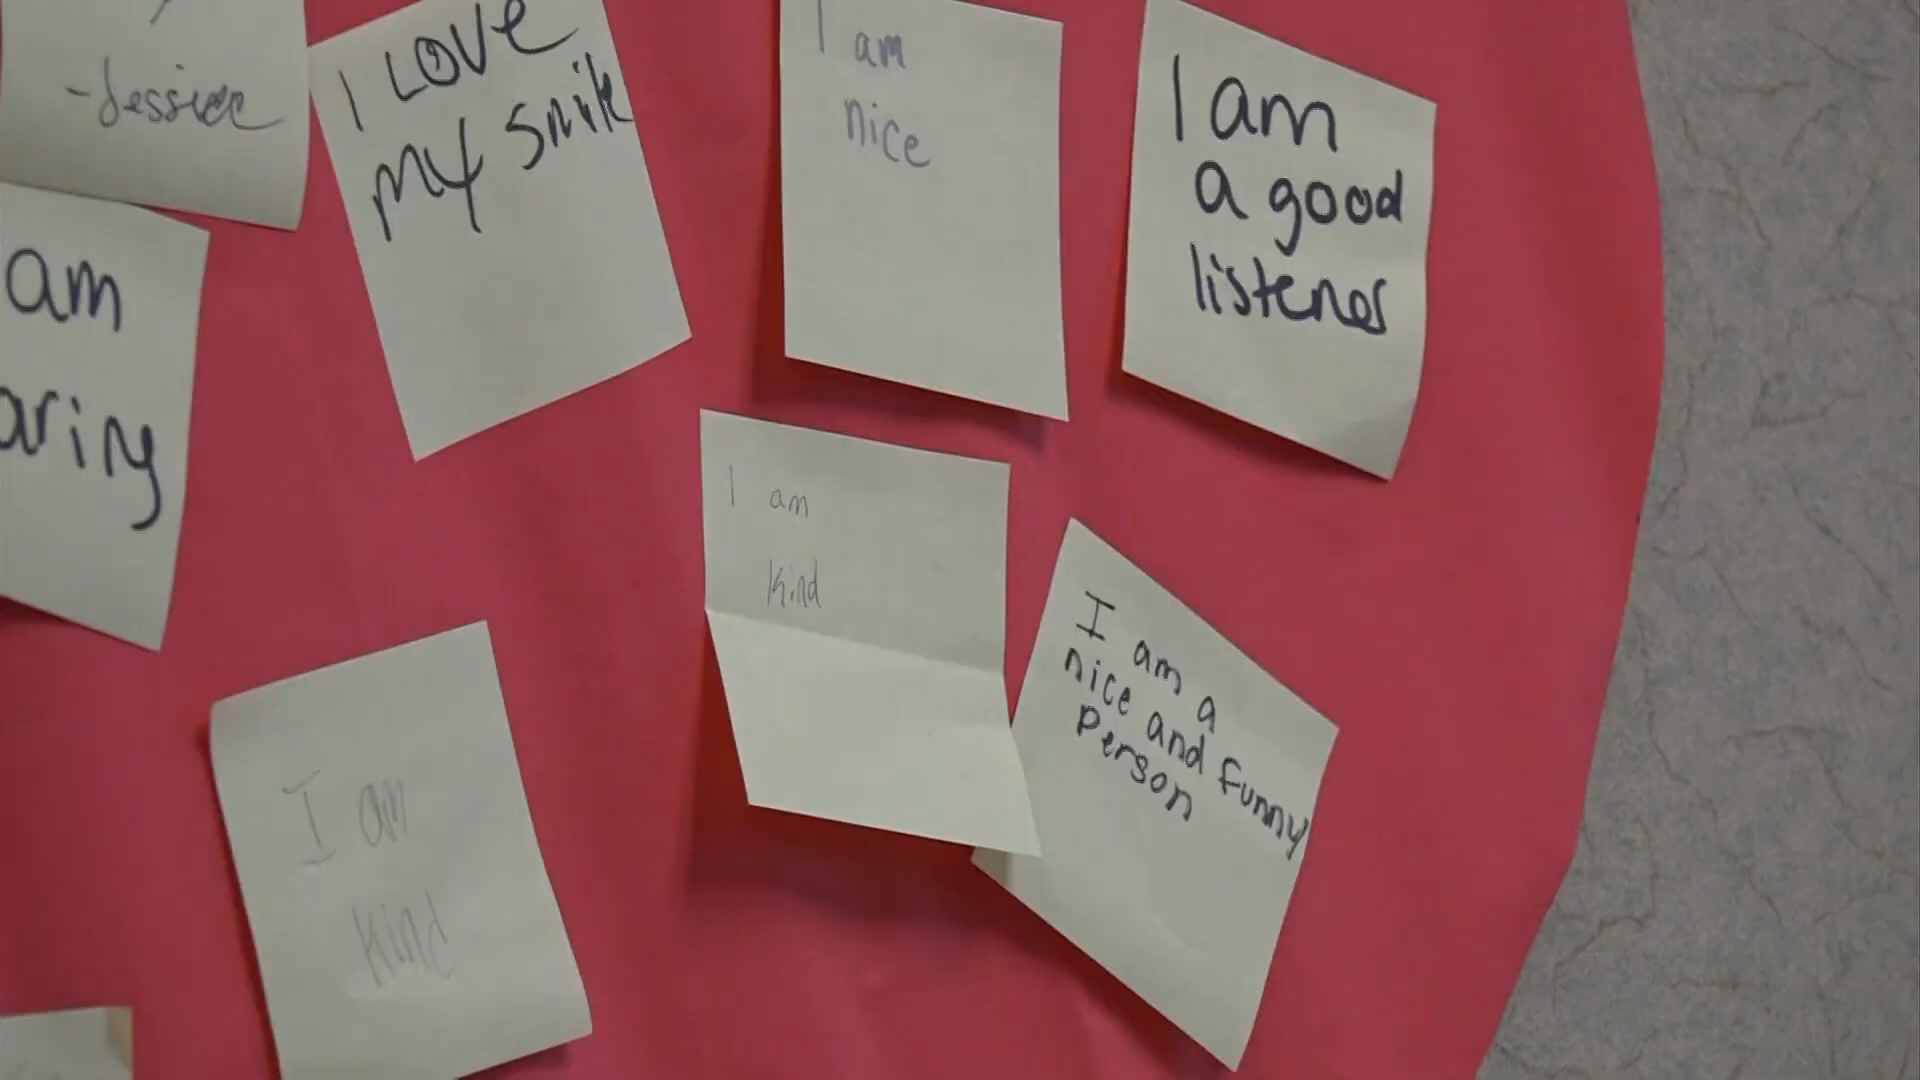 -Jessica
I LOVE
my smile
I am
nice
I am
a good
listener
am
aring
I am
kind
I am a
nice and funny
person
I am
kind